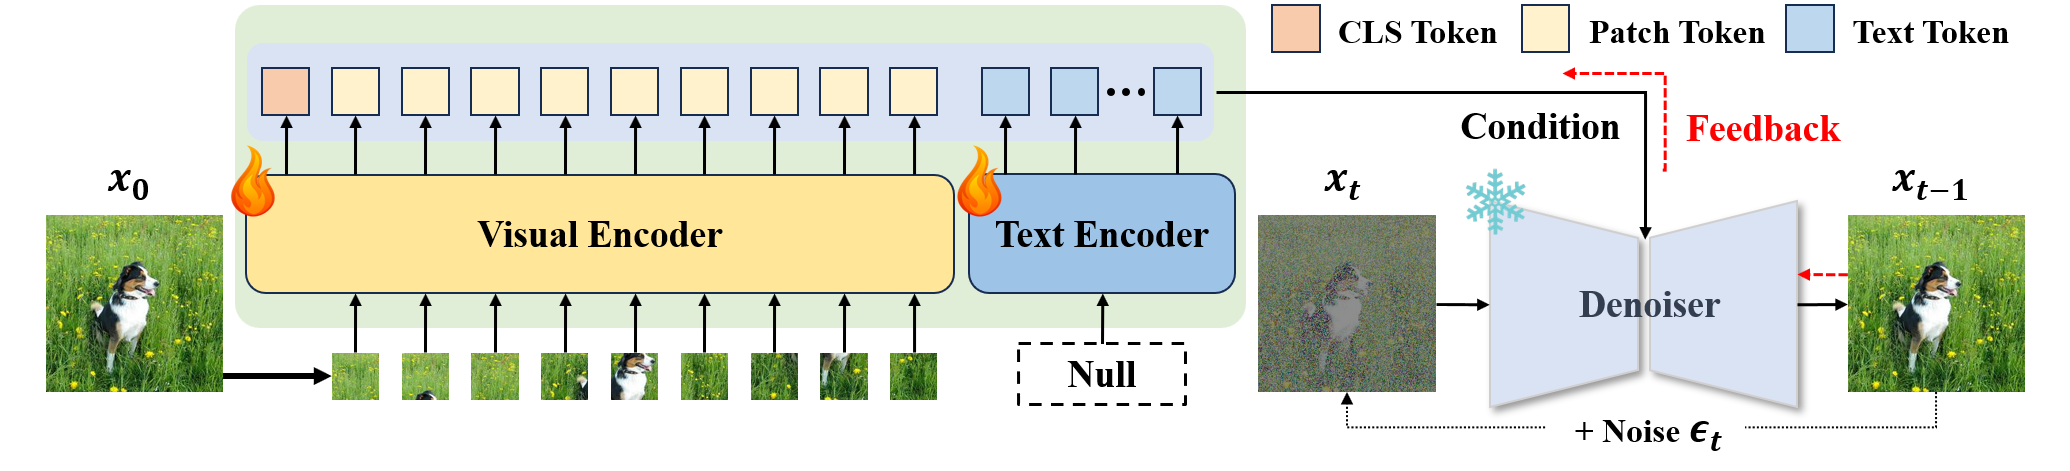 CLS Token
Patch Token
Text Token
Condition
Feedback
x_0
Visual Encoder
Text Encoder
Null
x_t
Denoiser
x_{t−1}
+ Noise ϵ_t